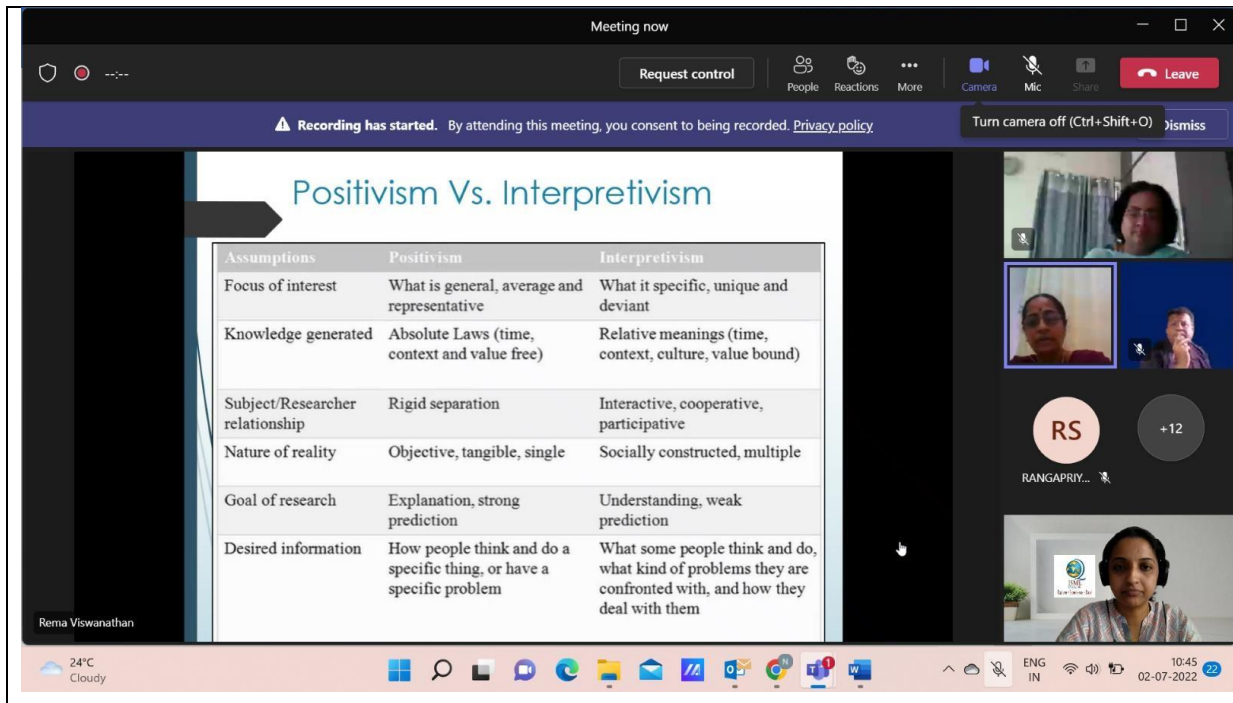 Meeting now
--:--
Request control
People
Reactions
More
Camera
Mic
Share
Leave
Recording has started. By attending this meeting, you consent to being recorded. Privacy policy
Turn camera off (Ctrl+Shift+O)
Dismiss
Positivism Vs. Interpretivism
Assumptions Positivism Interpretivism
Focus of interest What is general, average and What it specific, unique and
representative deviant
Knowledge generated Absolute Laws (time, Relative meanings (time,
context and value free) context, culture, value bound)
Subject/Researcher Rigid separation Interactive, cooperative,
relationship participative
Nature of reality Objective, tangible, single Socially constructed, multiple
Goal of research Explanation, strong Understanding, weak
prediction prediction
Desired information How people think and do a What some people think and do,
specific thing, or have a what kind of problems they are
specific problem confronted with, and how they
deal with them
RS
+12
RANGAPRIY...
Rema Viswanathan
24°C
Cloudy
ENG
IN
10:45
02-07-2022
22